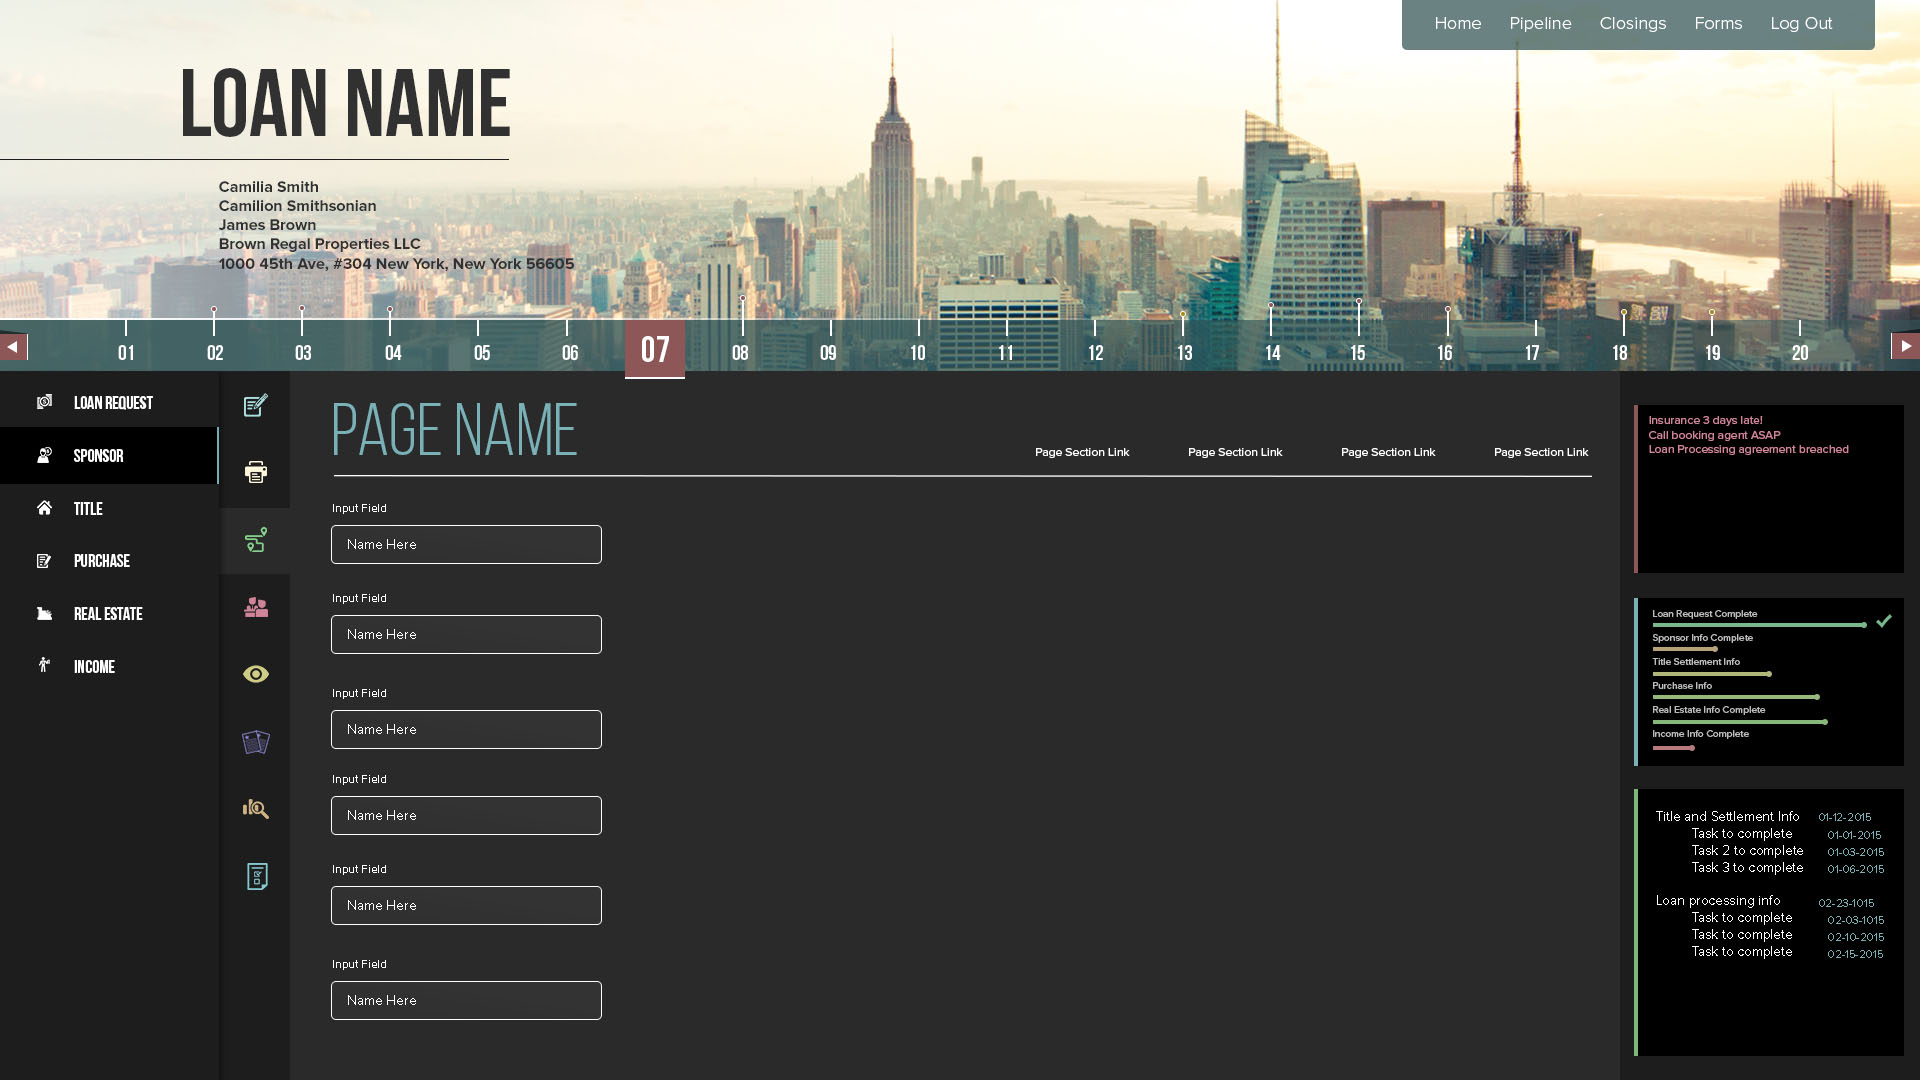 Home Pipeline Closings Forms Log Out
LOAN NAME
Camilia Smith
Camilion Smithsonian
James Brown
Brown Regal Properties LLC
1000 45th Ave, #304 New York, New York 56605
01 02 03 04 05 06 07 08 09 10 11 12 13 14 15 16 17 18 19 20
LOAN REQUEST
SPONSOR
TITLE
PURCHASE
REAL ESTATE
INCOME
PAGE NAME
Page Section Link Page Section Link Page Section Link Page Section Link
Input Field
Name Here
Input Field
Name Here
Input Field
Name Here
Input Field
Name Here
Input Field
Name Here
Input Field
Name Here
Insurance 3 days late!
Call booking agent ASAP
Loan Processing agreement breached
Loan Request Complete
Sponsor Info Complete
Title Settlement Info
Purchase Info
Real Estate Info Complete
Income Info Complete
Title and Settlement Info 01-12-2015
Task to complete 01-01-2015
Task 2 to complete 01-03-2015
Task 3 to complete 01-06-2015
Loan processing info 02-23-1015
Task to complete 02-03-1015
Task to complete 02-10-2015
Task to complete 02-15-2015